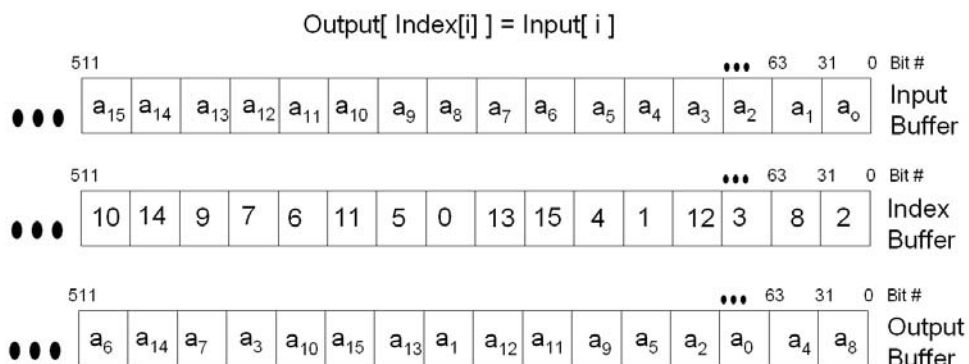 Output[ Index[i] ] = Input[ i ]
511 ••• 63 31 0 Bit #
••• a15 a14 a13 a12 a11 a10 a9 a8 a7 a6 a5 a4 a3 a2 a1 a0 Input Buffer
511 ••• 63 31 0 Bit #
••• 10 14 9 7 6 11 5 0 13 15 4 1 12 3 8 2 Index Buffer
511 ••• 63 31 0 Bit #
••• a6 a14 a7 a3 a10 a15 a13 a1 a12 a11 a9 a5 a2 a0 a4 a8 Output Buffer